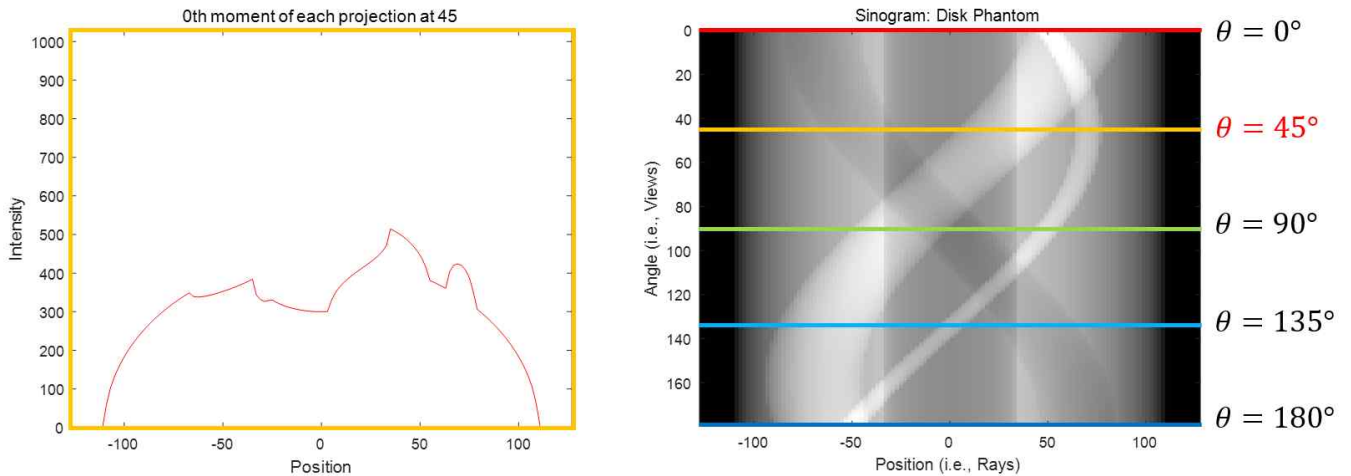 0th moment of each projection at 45
1000
900
800
700
600
500
400
300
200
100
0
Intensity
-100
-50
0
50
100
Position
Sinogram: Disk Phantom
0
20
40
60
80
100
120
140
160
Angle (i.e., Views)
-100
-50
0
50
100
Position (i.e., Rays)
θ = 0°
θ = 45°
θ = 90°
θ = 135°
θ = 180°